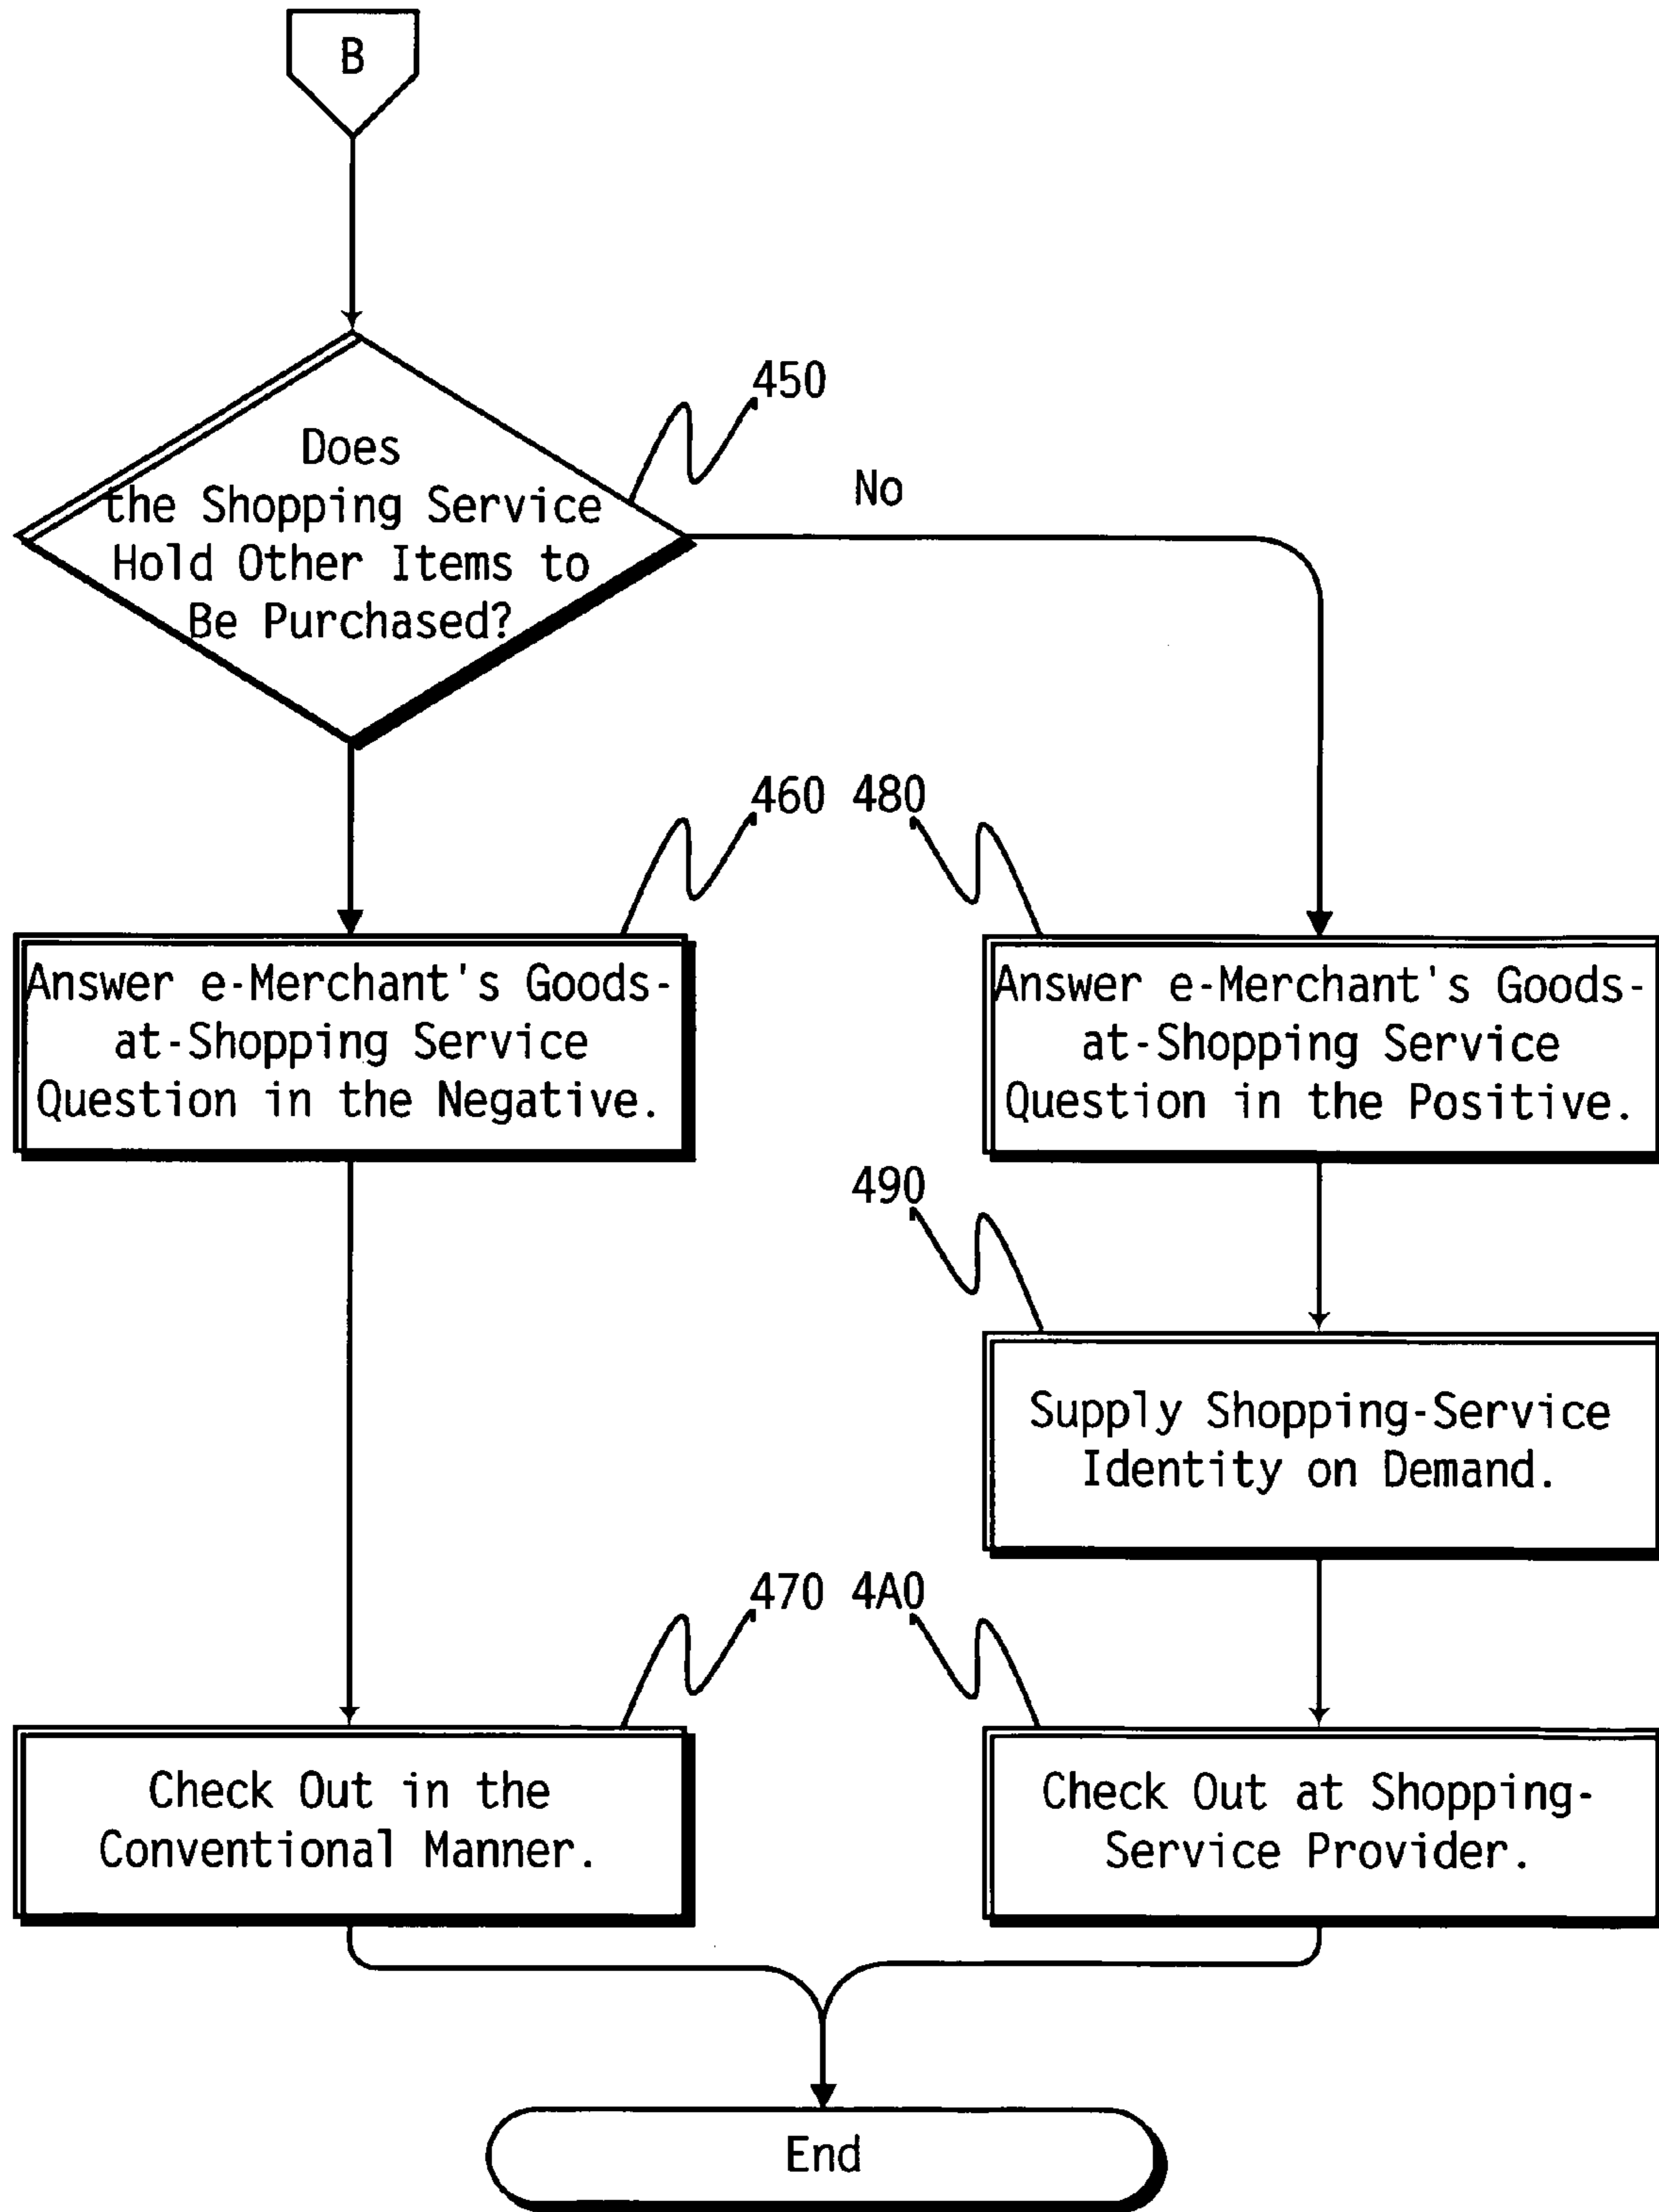 B
450
Does
the Shopping Service
Hold Other Items to
Be Purchased?
No
460 480
Answer e-Merchant's Goods-
at-Shopping Service
Question in the Negative.
Answer e-Merchant's Goods-
at-Shopping Service
Question in the Positive.
490
Supply Shopping-Service
Identity on Demand.
470 4A0
Check Out in the
Conventional Manner.
Check Out at Shopping-
Service Provider.
End